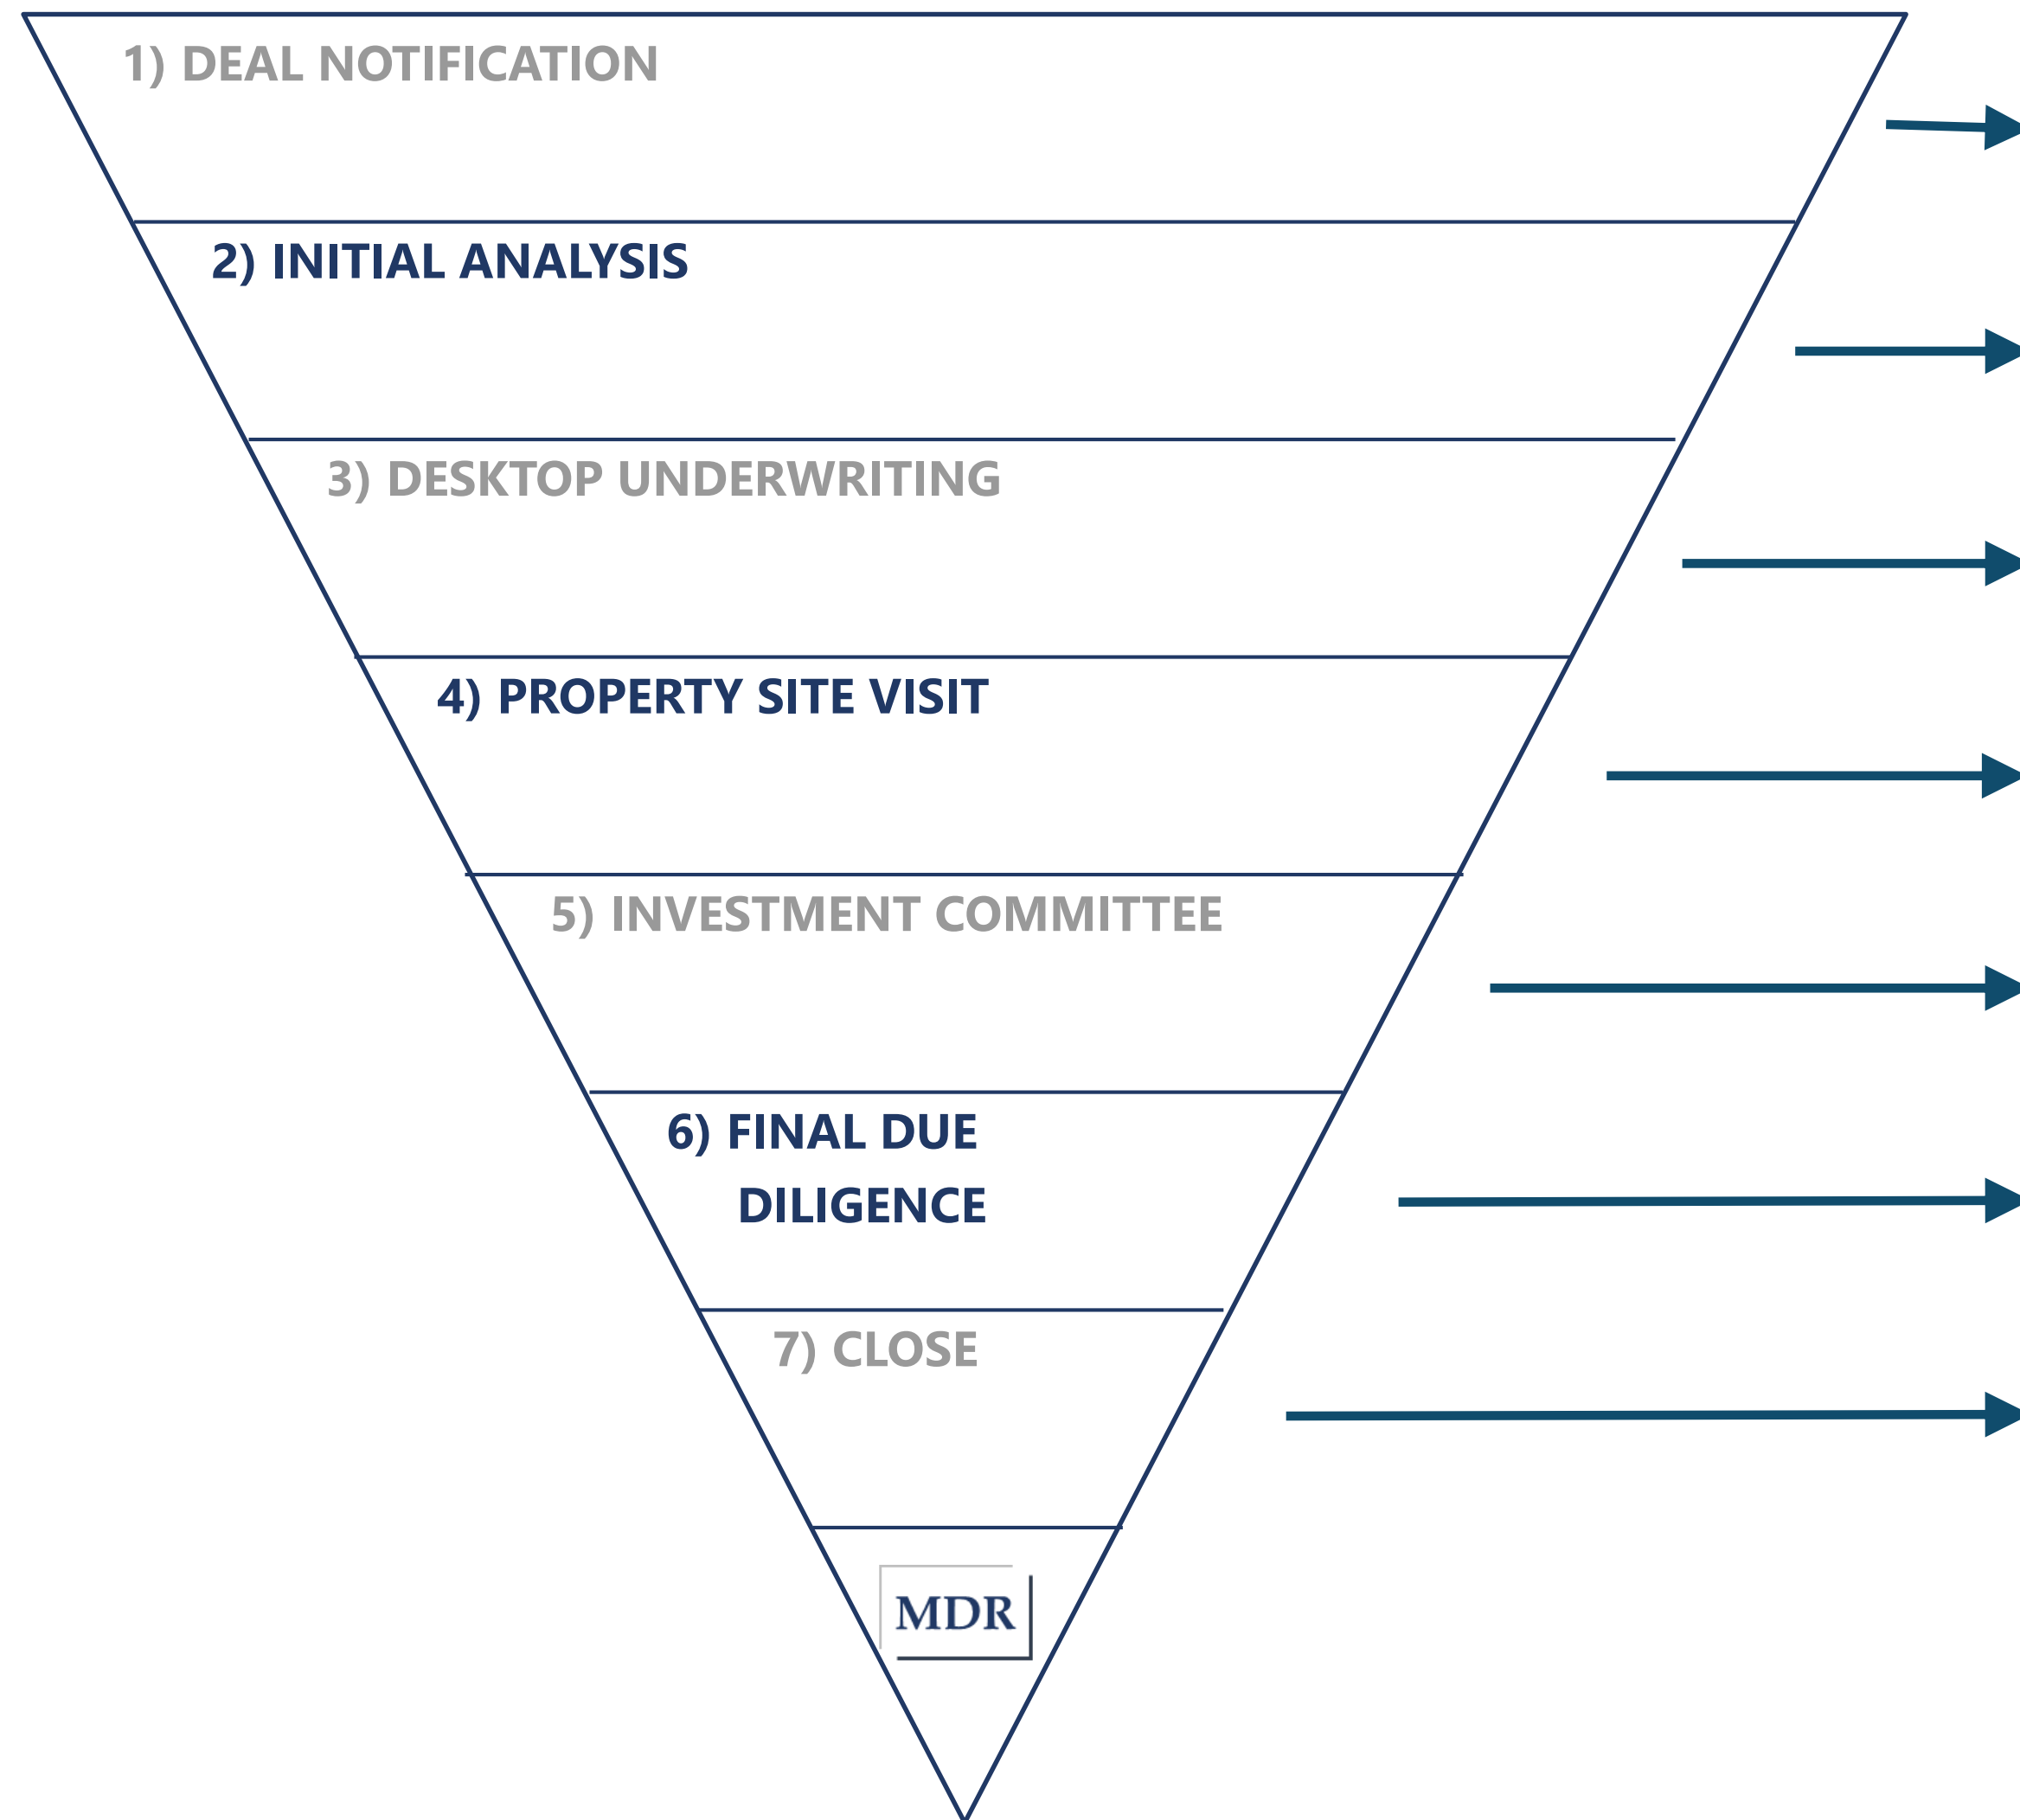 1) DEAL NOTIFICATION
2) INITIAL ANALYSIS
3) DESKTOP UNDERWRITING
4) PROPERTY SITE VISIT
5) INVESTMENT COMMITTEE
6) FINAL DUE
DILIGENCE
7) CLOSE
MDR